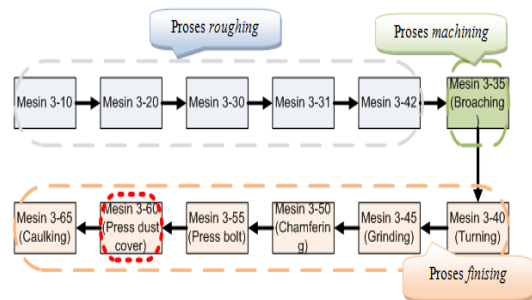 Proses roughing
Proses machining
Mesin 3-10
Mesin 3-20
Mesin 3-30
Mesin 3-31
Mesin 3-42
Mesin 3-35
(Broaching
)
Mesin 3-65
(Caulking)
Mesin 3-60
(Press dust
cover)
Mesin 3-55
(Press bolt)
Mesin 3-50
(Chamferin
g)
Mesin 3-45
(Grinding)
Mesin 3-40
(Turning)
Proses finising